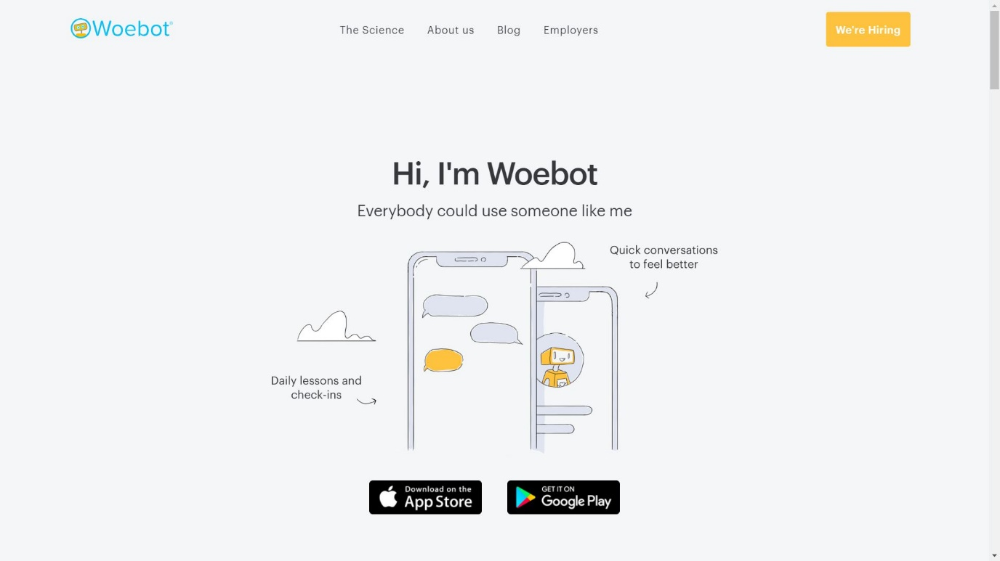 Woebot®
The Science
About us
Blog
Employers
We're Hiring
Hi, I'm Woebot
Everybody could use someone like me
Quick conversations
to feel better
Daily lessons and
check-ins
Download on the
App Store
GET IT ON
Google Play